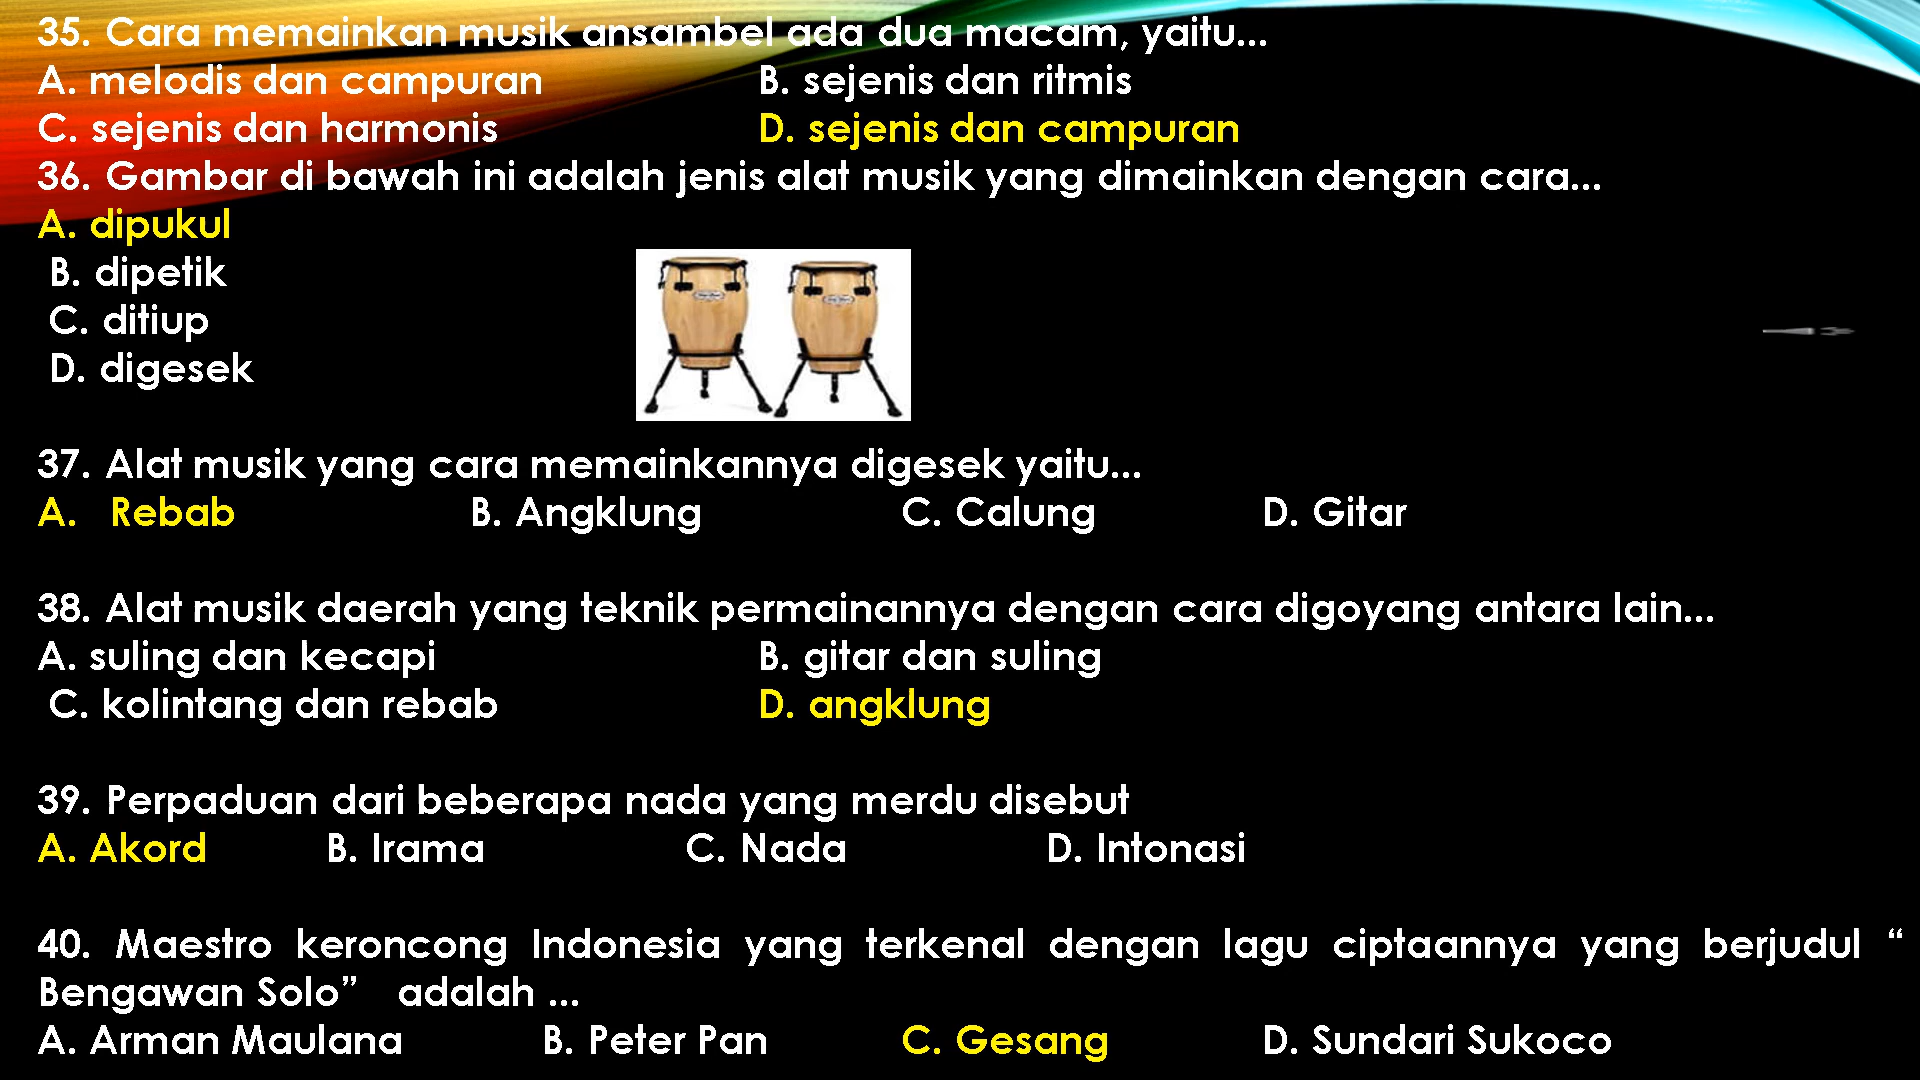 35. Cara memainkan musik ansambel ada dua macam, yaitu...
A. melodis dan campuran B. sejenis dan ritmis
C. sejenis dan harmonis D. sejenis dan campuran
36. Gambar di bawah ini adalah jenis alat musik yang dimainkan dengan cara...
A. dipukul
B. dipetik
C. ditiup
D. digesek
37. Alat musik yang cara memainkannya digesek yaitu...
A. Rebab B. Angklung C. Calung D. Gitar
38. Alat musik daerah yang teknik permainannya dengan cara digoyang antara lain...
A. suling dan kecapi B. gitar dan suling
C. kolintang dan rebab D. angklung
39. Perpaduan dari beberapa nada yang merdu disebut
A. Akord B. Irama C. Nada D. Intonasi
40. Maestro keroncong Indonesia yang terkenal dengan lagu ciptaannya yang berjudul “
Bengawan Solo” adalah ...
A. Arman Maulana B. Peter Pan C. Gesang D. Sundari Sukoco